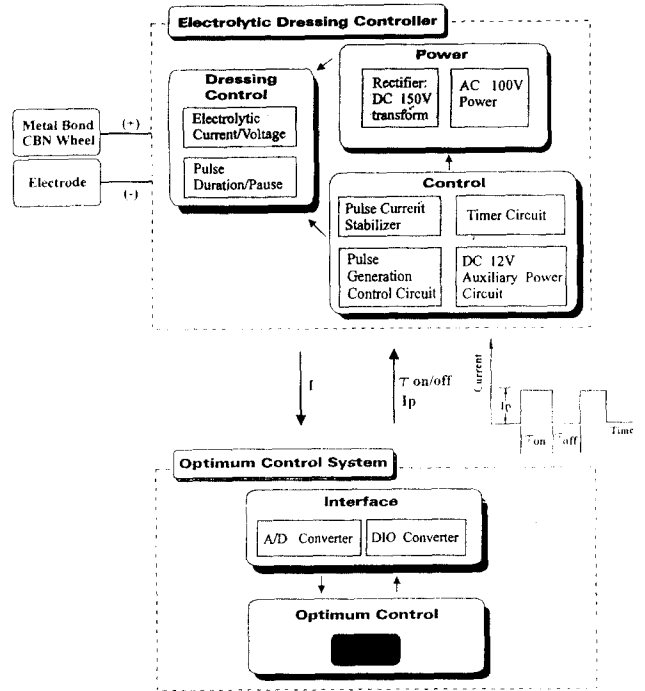 Electrolytic Dressing Controller
Power
Rectifier:
DC 150V
transform
AC 100V
Power
Dressing
Control
Electrolytic
Current/Voltage
Pulse
Duration/Pause
Metal Bond
CBN Wheel
(+)
Electrode
(-)
Control
Pulse Current
Stabilizer
Timer Circuit
Pulse
Generation
Control Circuit
DC 12V
Auxiliary Power
Circuit
I
τ on/off
Ip
Current
Ip
τon
τoff
Time
Optimum Control System
Interface
A/D Converter
DIO Converter
Optimum Control